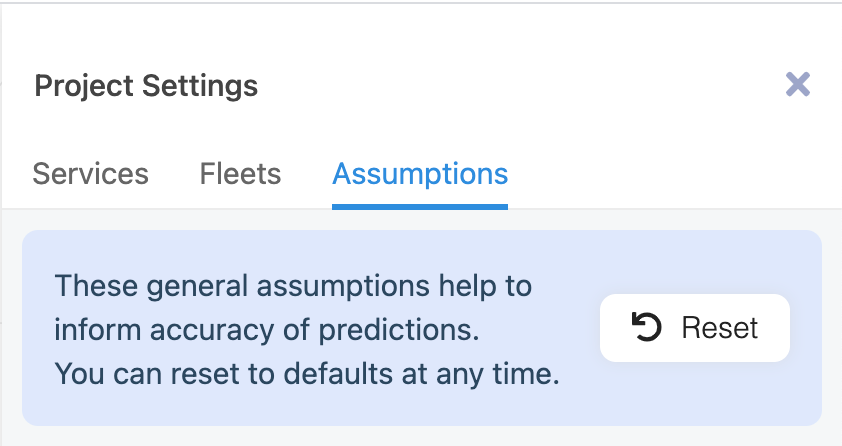 Project Settings
Services Fleets Assumptions
These general assumptions help to
inform accuracy of predictions.
You can reset to defaults at any time.
Reset